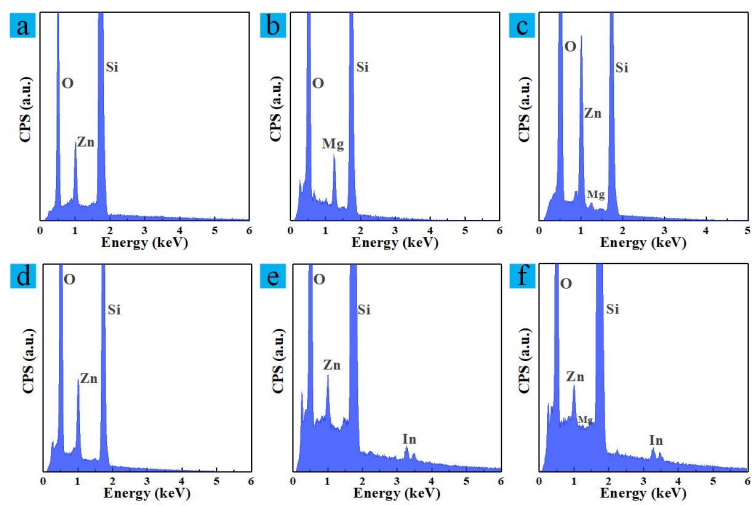 a
CPS (a.u.)
O
Zn
Si
0 1 2 3 4 5 6
Energy (keV)
b
CPS (a.u.)
O
Mg
Si
0 1 2 3 4 5 6
Energy (keV)
c
CPS (a.u.)
O
Zn
Mg
Si
0 1 2 3 4 5
Energy (keV)
d
CPS (a.u.)
O
Zn
Si
0 1 2 3 4 5 6
Energy (keV)
e
CPS (a.u.)
O
Zn
Si
In
0 1 2 3 4 5 6
Energy (keV)
f
CPS (a.u.)
O
Zn
Mg
Si
In
0 1 2 3 4 5 6
Energy (keV)